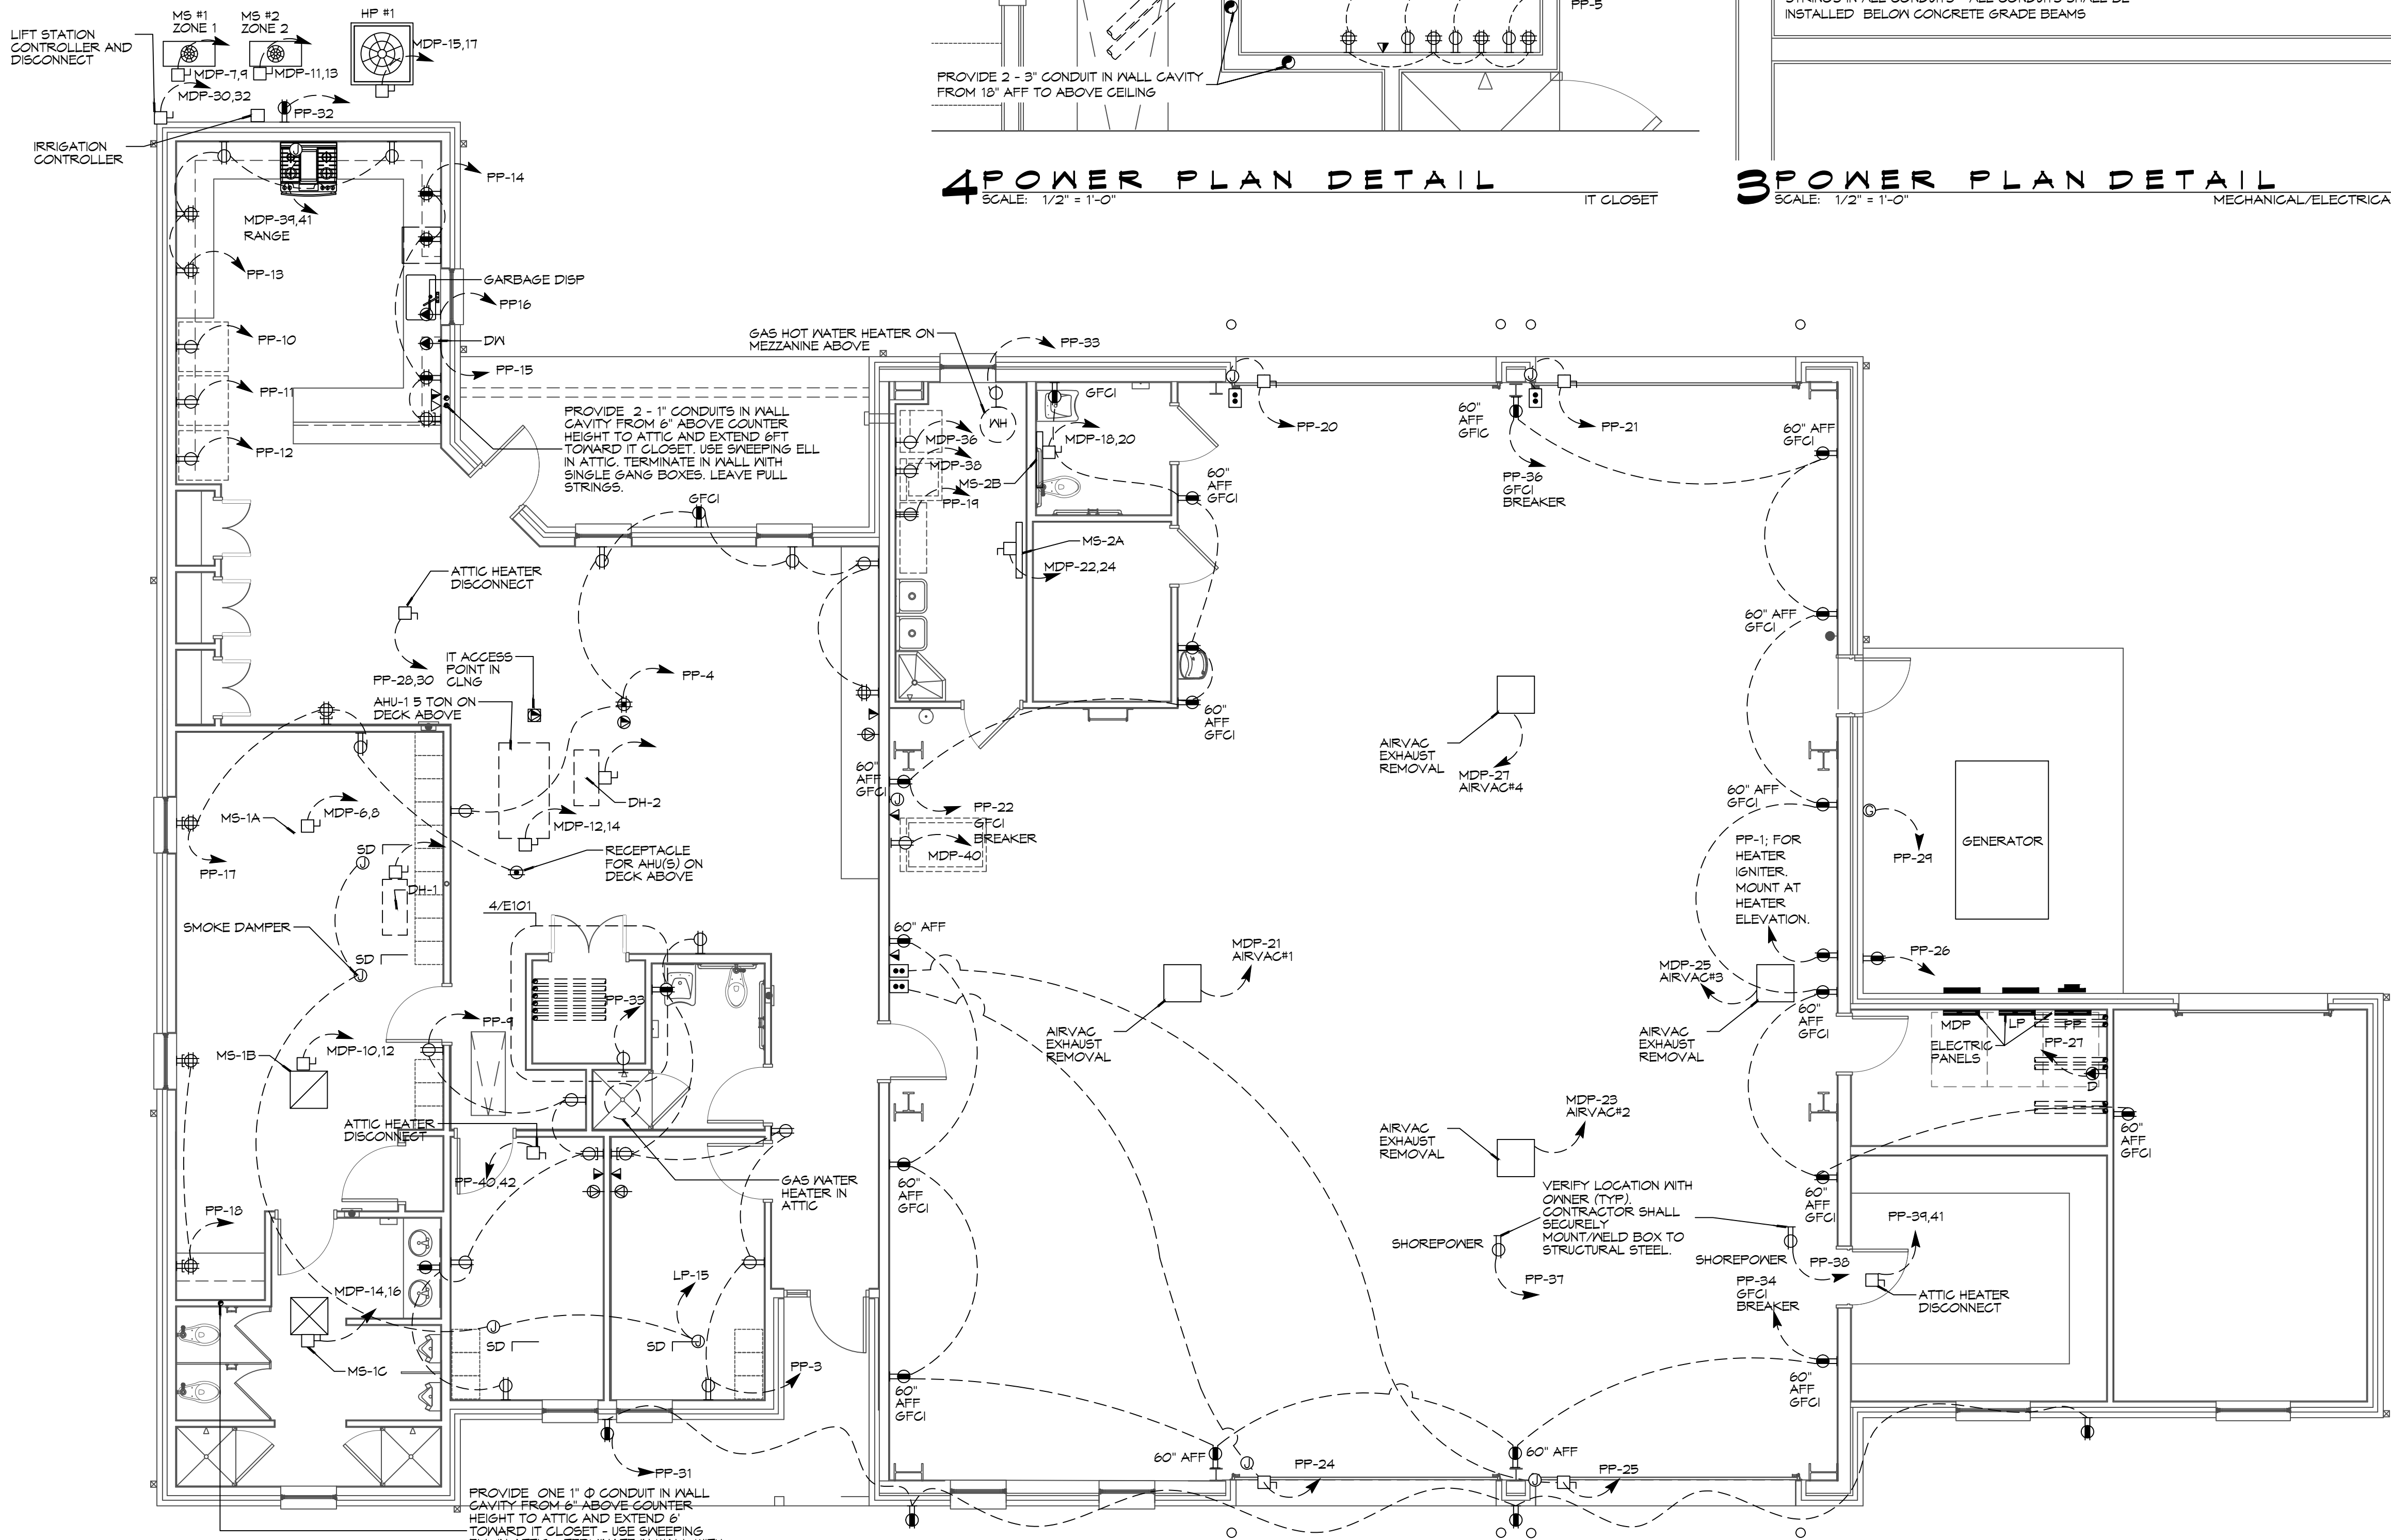 MS #1
ZONE 1
MS #2
ZONE 2
HP #1
LIFT STATION
CONTROLLER AND
DISCONNECT
MDP-15,17
MDP-7,9
MDP-11,13
MDP-30,32
PP-32
IRRIGATION
CONTROLLER
PP-5
INSTALLED BELOW CONCRETE GRADE BEAMS
PROVIDE 2 - 3" CONDUIT IN WALL CAVITY
FROM 18" AFF TO ABOVE CEILING
4 POWER PLAN DETAIL
SCALE: 1/2" = 1'-0"
IT CLOSET
3 POWER PLAN DETAIL
SCALE: 1/2" = 1'-0"
MECHANICAL/ELECTRICA
J
PP-14
MDP-39,41
RANGE
PP-13
GARBAGE DISP
PP16
PP-10
DW
PP-15
PP-11
PP-12
GAS HOT WATER HEATER ON
MEZZANINE ABOVE
PP-33
PROVIDE 2 - 1" CONDUITS IN WALL
CAVITY FROM 6" ABOVE COUNTER
HEIGHT TO ATTIC AND EXTEND 6FT
TOWARD IT CLOSET. USE SWEEPING ELL
IN ATTIC. TERMINATE IN WALL WITH
SINGLE GANG BOXES. LEAVE PULL
STRINGS.
GFCI
GFCI
WH
MDP-36
MDP-18,20
MDP-38
MS-2B
PP-19
60"
AFF
GFCI
J
PP-20
60"
AFF
GFIC
J
PP-21
PP-36
GFCI
BREAKER
60" AFF
GFCI
MS-2A
MDP-22,24
ATTIC HEATER
DISCONNECT
60" AFF
GFCI
IT ACCESS
POINT IN
CLNG
PP-28,30
PP-4
AHU-1 5 TON ON
DECK ABOVE
60"
AFF
GFCI
AIRVAC
EXHAUST
REMOVAL
MDP-27
AIRVAC#4
60"
AFF
GFCI
J
PP-22
GFCI
BREAKER
MDP-40
60" AFF
GFCI
G
PP-29
GENERATOR
MS-1A
MDP-6,8
DH-2
MDP-12,14
SD
J
PP-17
DH-1
RECEPTACLE
FOR AHU(S) ON
DECK ABOVE
PP-1; FOR
HEATER
IGNITER.
MOUNT AT
HEATER
ELEVATION.
4/E101
SMOKE DAMPER
SD
J
60" AFF
MDP-21
AIRVAC#1
PP-26
MDP-25
AIRVAC#3
PP-33
PP-9
AIRVAC
EXHAUST
REMOVAL
AIRVAC
EXHAUST
REMOVAL
60"
AFF
GFCI
MDP
LP
PP
ELECTRIC
PANELS
PP-27
D
MS-1B
MDP-10,12
ATTIC HEATER
DISCONNECT
MDP-23
AIRVAC#2
AIRVAC
EXHAUST
REMOVAL
60"
AFF
GFCI
PP-40,42
GAS WATER
HEATER IN
ATTIC
60"
AFF
GFCI
VERIFY LOCATION WITH
OWNER (TYP).
CONTRACTOR SHALL
SECURELY
MOUNT/WELD BOX TO
STRUCTURAL STEEL.
60"
AFF
GFCI
PP-18
SHOREPOWER
SHOREPOWER
PP-39,41
PP-38
PP-37
LP-15
MDP-14,16
PP-34
GFCI
BREAKER
ATTIC HEATER
DISCONNECT
SD
SD
J
MS-1C
PP-3
60"
AFF
GFCI
60"
AFF
GFCI
60" AFF
J
60" AFF
J
PP-24
PP-25
PP-31
PROVIDE ONE 1" Φ CONDUIT IN WALL
CAVITY FROM 6" ABOVE COUNTER
HEIGHT TO ATTIC AND EXTEND 6'
TOWARD IT CLOSET - USE SWEEPING